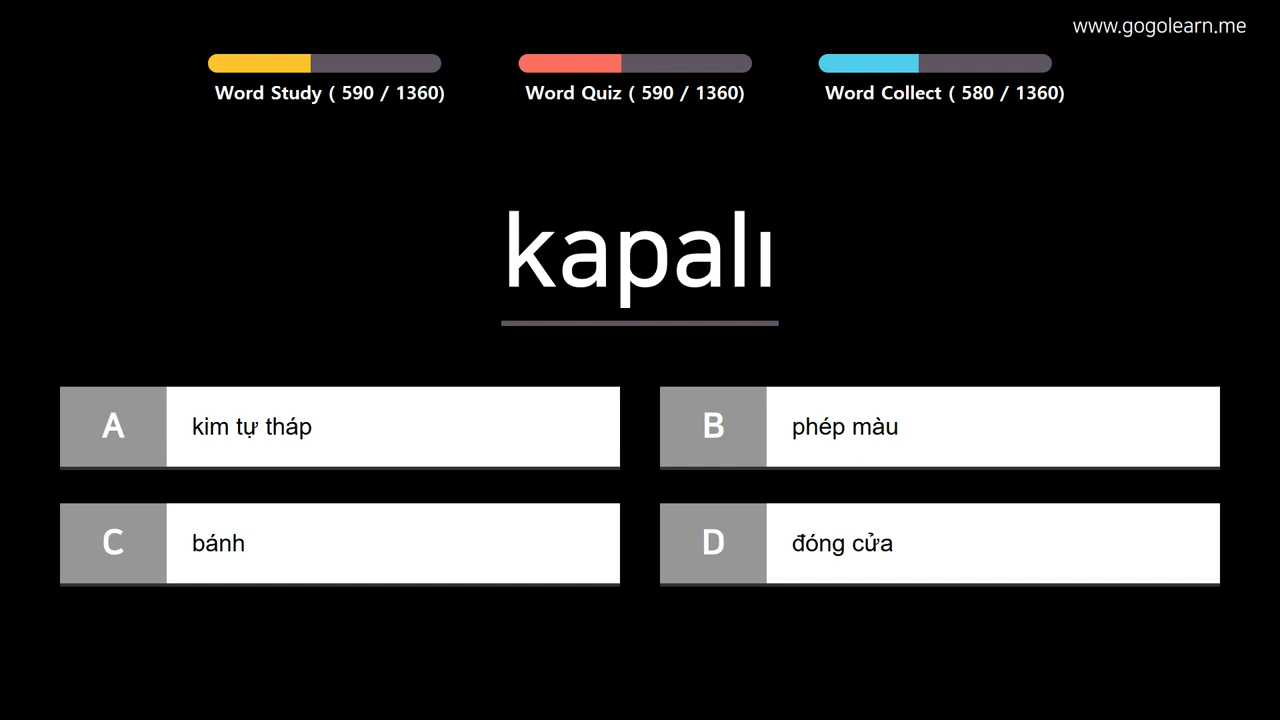 www.gogolearn.me
Word Study ( 590 / 1360)
Word Quiz ( 590 / 1360)
Word Collect ( 580 / 1360)
kapalı
A kim tự tháp
B phép màu
C bánh
D đóng cửa